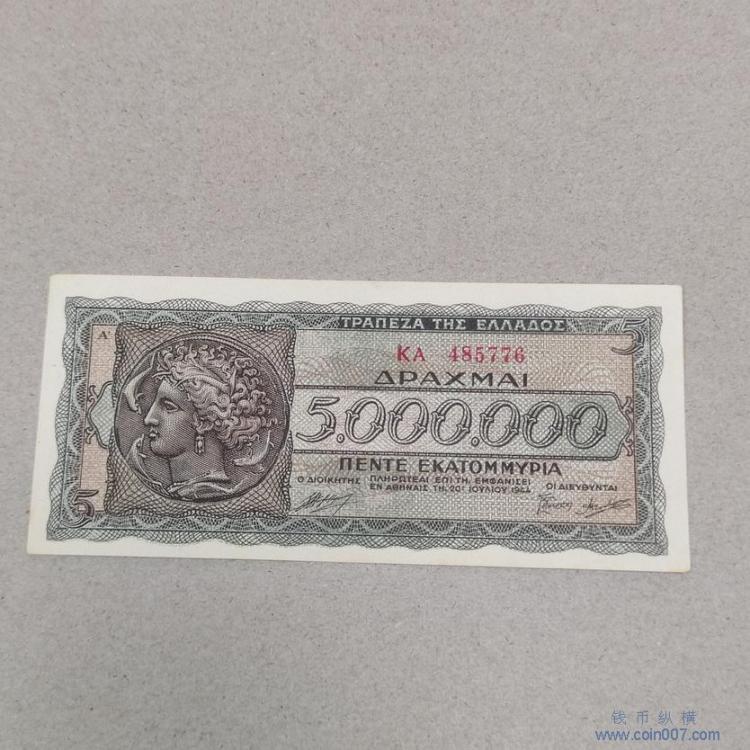 ΤΡΑΠΕΖΑ ΤΗΣ ΕΛΛΑΔΟΣ
5
Α'
ΚΑ 485776
ΔΡΑΧΜΑΙ
5.000.000
ΠΕΝΤΕ ΕΚΑΤΟΜΜΥΡΙΑ
Ο ΔΙΟΙΚΗΤΗΣ ΠΛΗΡΩΤΕΑΙ ΕΠΙ ΤΗ, ΕΜΦΑΝΙΣΕΙ ΟΙ ΔΙΕΥΘΥΝΤΑΙ
ΕΝ ΑΘΗΝΑΙΣ ΤΗ, 20ῌ ΙΟΥΛΙΟΥ 1944
5
钱币纵横
www.coin007.com